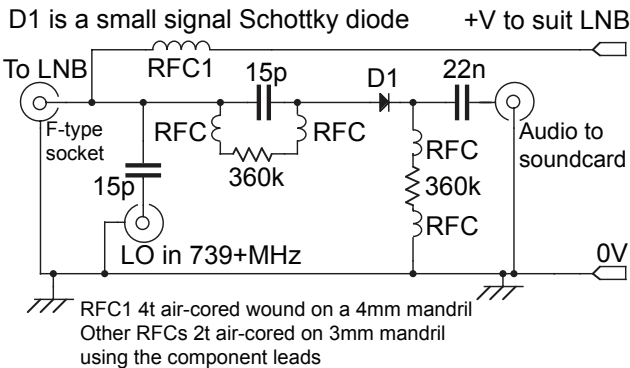 D1 is a small signal Schottky diode
+V to suit LNB
To LNB
RFC1
15p
D1
22n
F-type
socket
RFC
RFC
360k
RFC
360k
RFC
Audio to
soundcard
15p
LO in 739+MHz
0V
RFC1 4t air-cored wound on a 4mm mandril
Other RFCs 2t air-cored on 3mm mandril
using the component leads